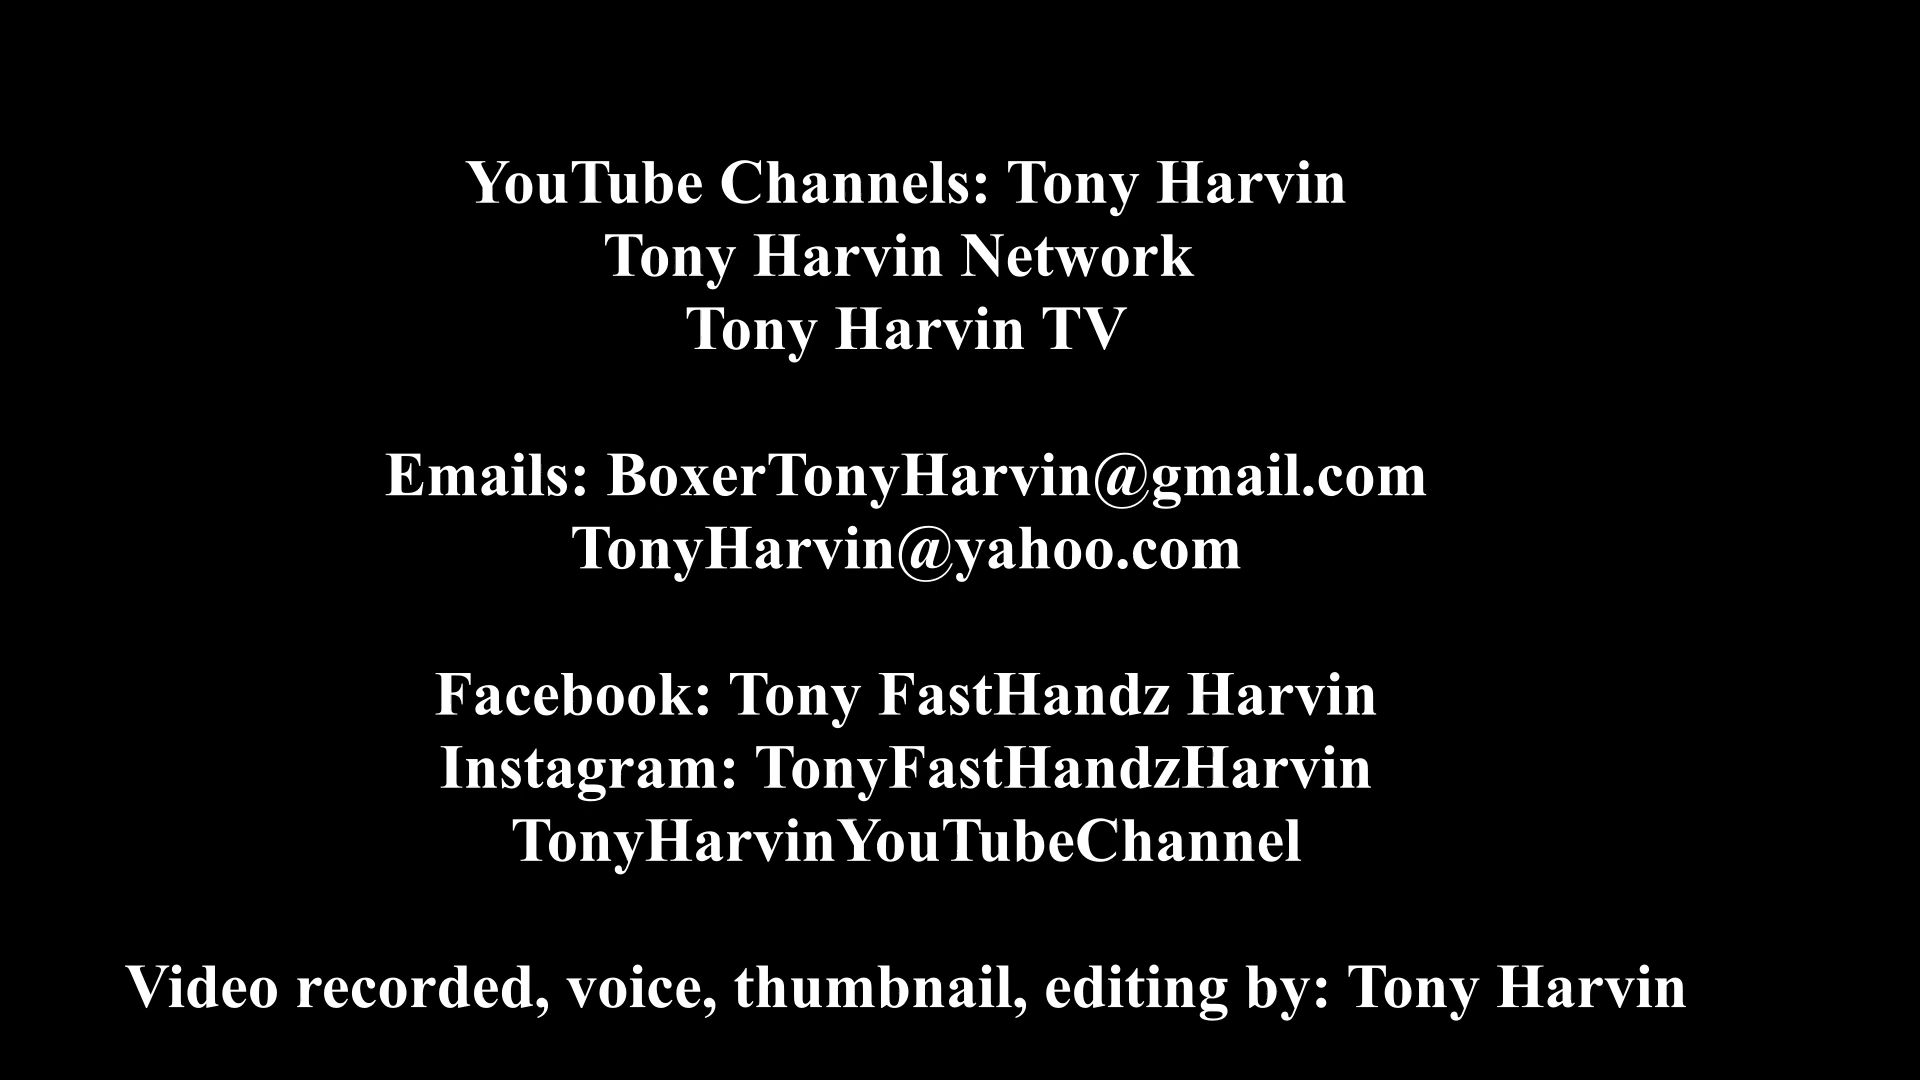 YouTube Channels: Tony Harvin
Tony Harvin Network
Tony Harvin TV
Emails: BoxerTonyHarvin@gmail.com
TonyHarvin@yahoo.com
Facebook: Tony FastHandz Harvin
Instagram: TonyFastHandzHarvin
TonyHarvinYouTubeChannel
Video recorded, voice, thumbnail, editing by: Tony Harvin